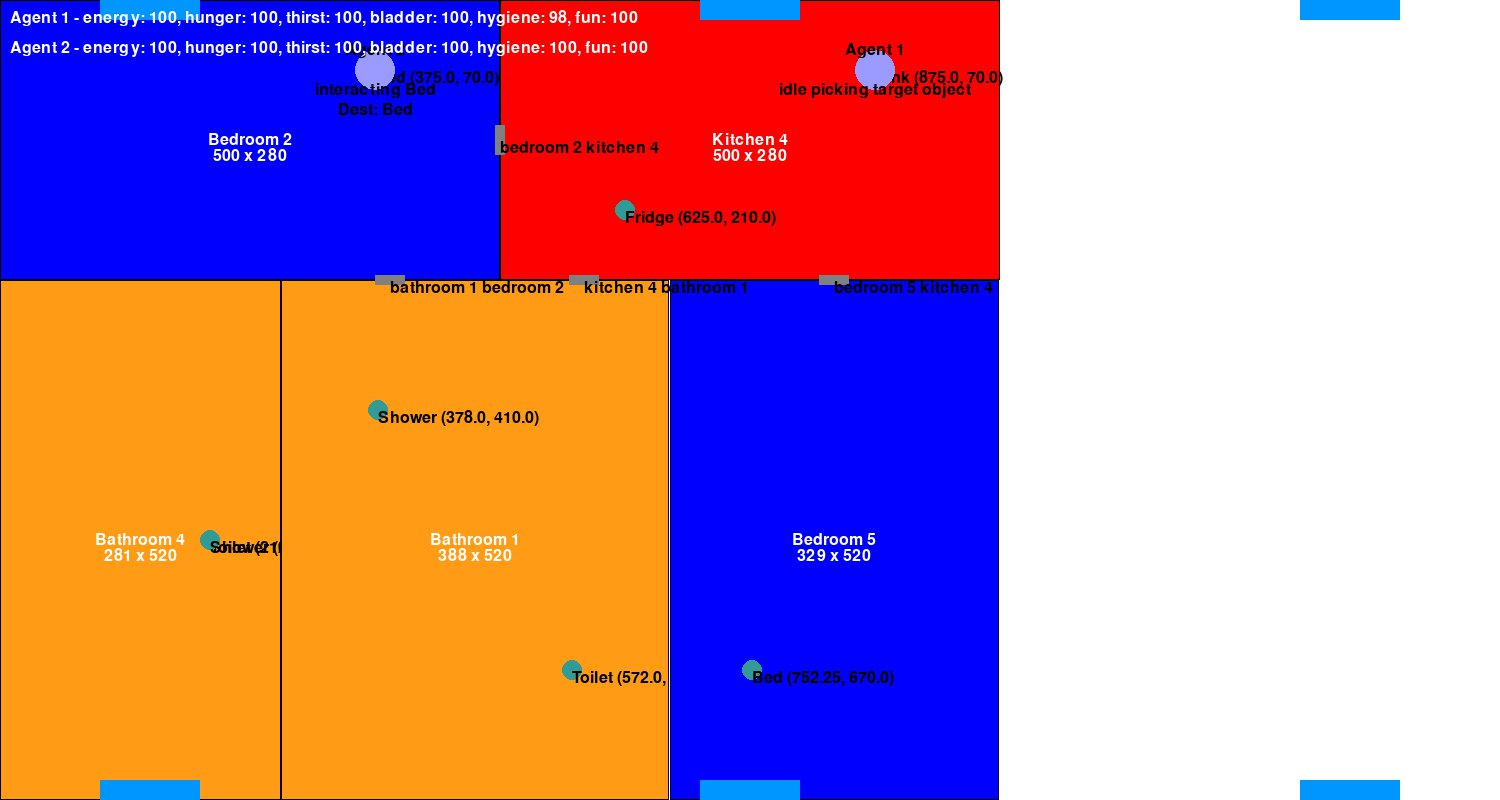 Agent 1 - energy: 100, hunger: 100, thirst: 100, bladder: 100, hygiene: 98, fun: 100
Agent 2 - energy: 100, hunger: 100, thirst: 100, bladder: 100, hygiene: 100, fun: 100
Agent 1
(375.0, 70.0)
(875.0, 70.0)
interacting Bed
idle picking target object
Dest: Bed
Bedroom 2
500 x 280
Kitchen 4
500 x 280
bedroom 2 kitchen 4
Fridge (625.0, 210.0)
bathroom 1 bedroom 2
kitchen 4 bathroom 1
bedroom 5 kitchen 4
Shower (378.0, 410.0)
Bathroom 4
281 x 520
Bathroom 1
388 x 520
Bedroom 5
329 x 520
Toilet (572.0,
Bed (752.25, 670.0)